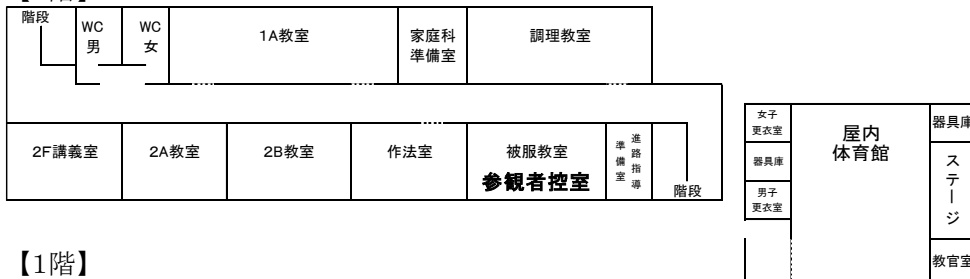 階段
WC
男
WC
女
1A教室
家庭科
準備室
調理教室
2F講義室
2A教室
2B教室
作法室
被服教室
参観者控室
進路指導
準備室
階段
女子
更衣室
器具庫
男子
更衣室
屋内
体育館
器具庫
ステージ
教官室
【1階】